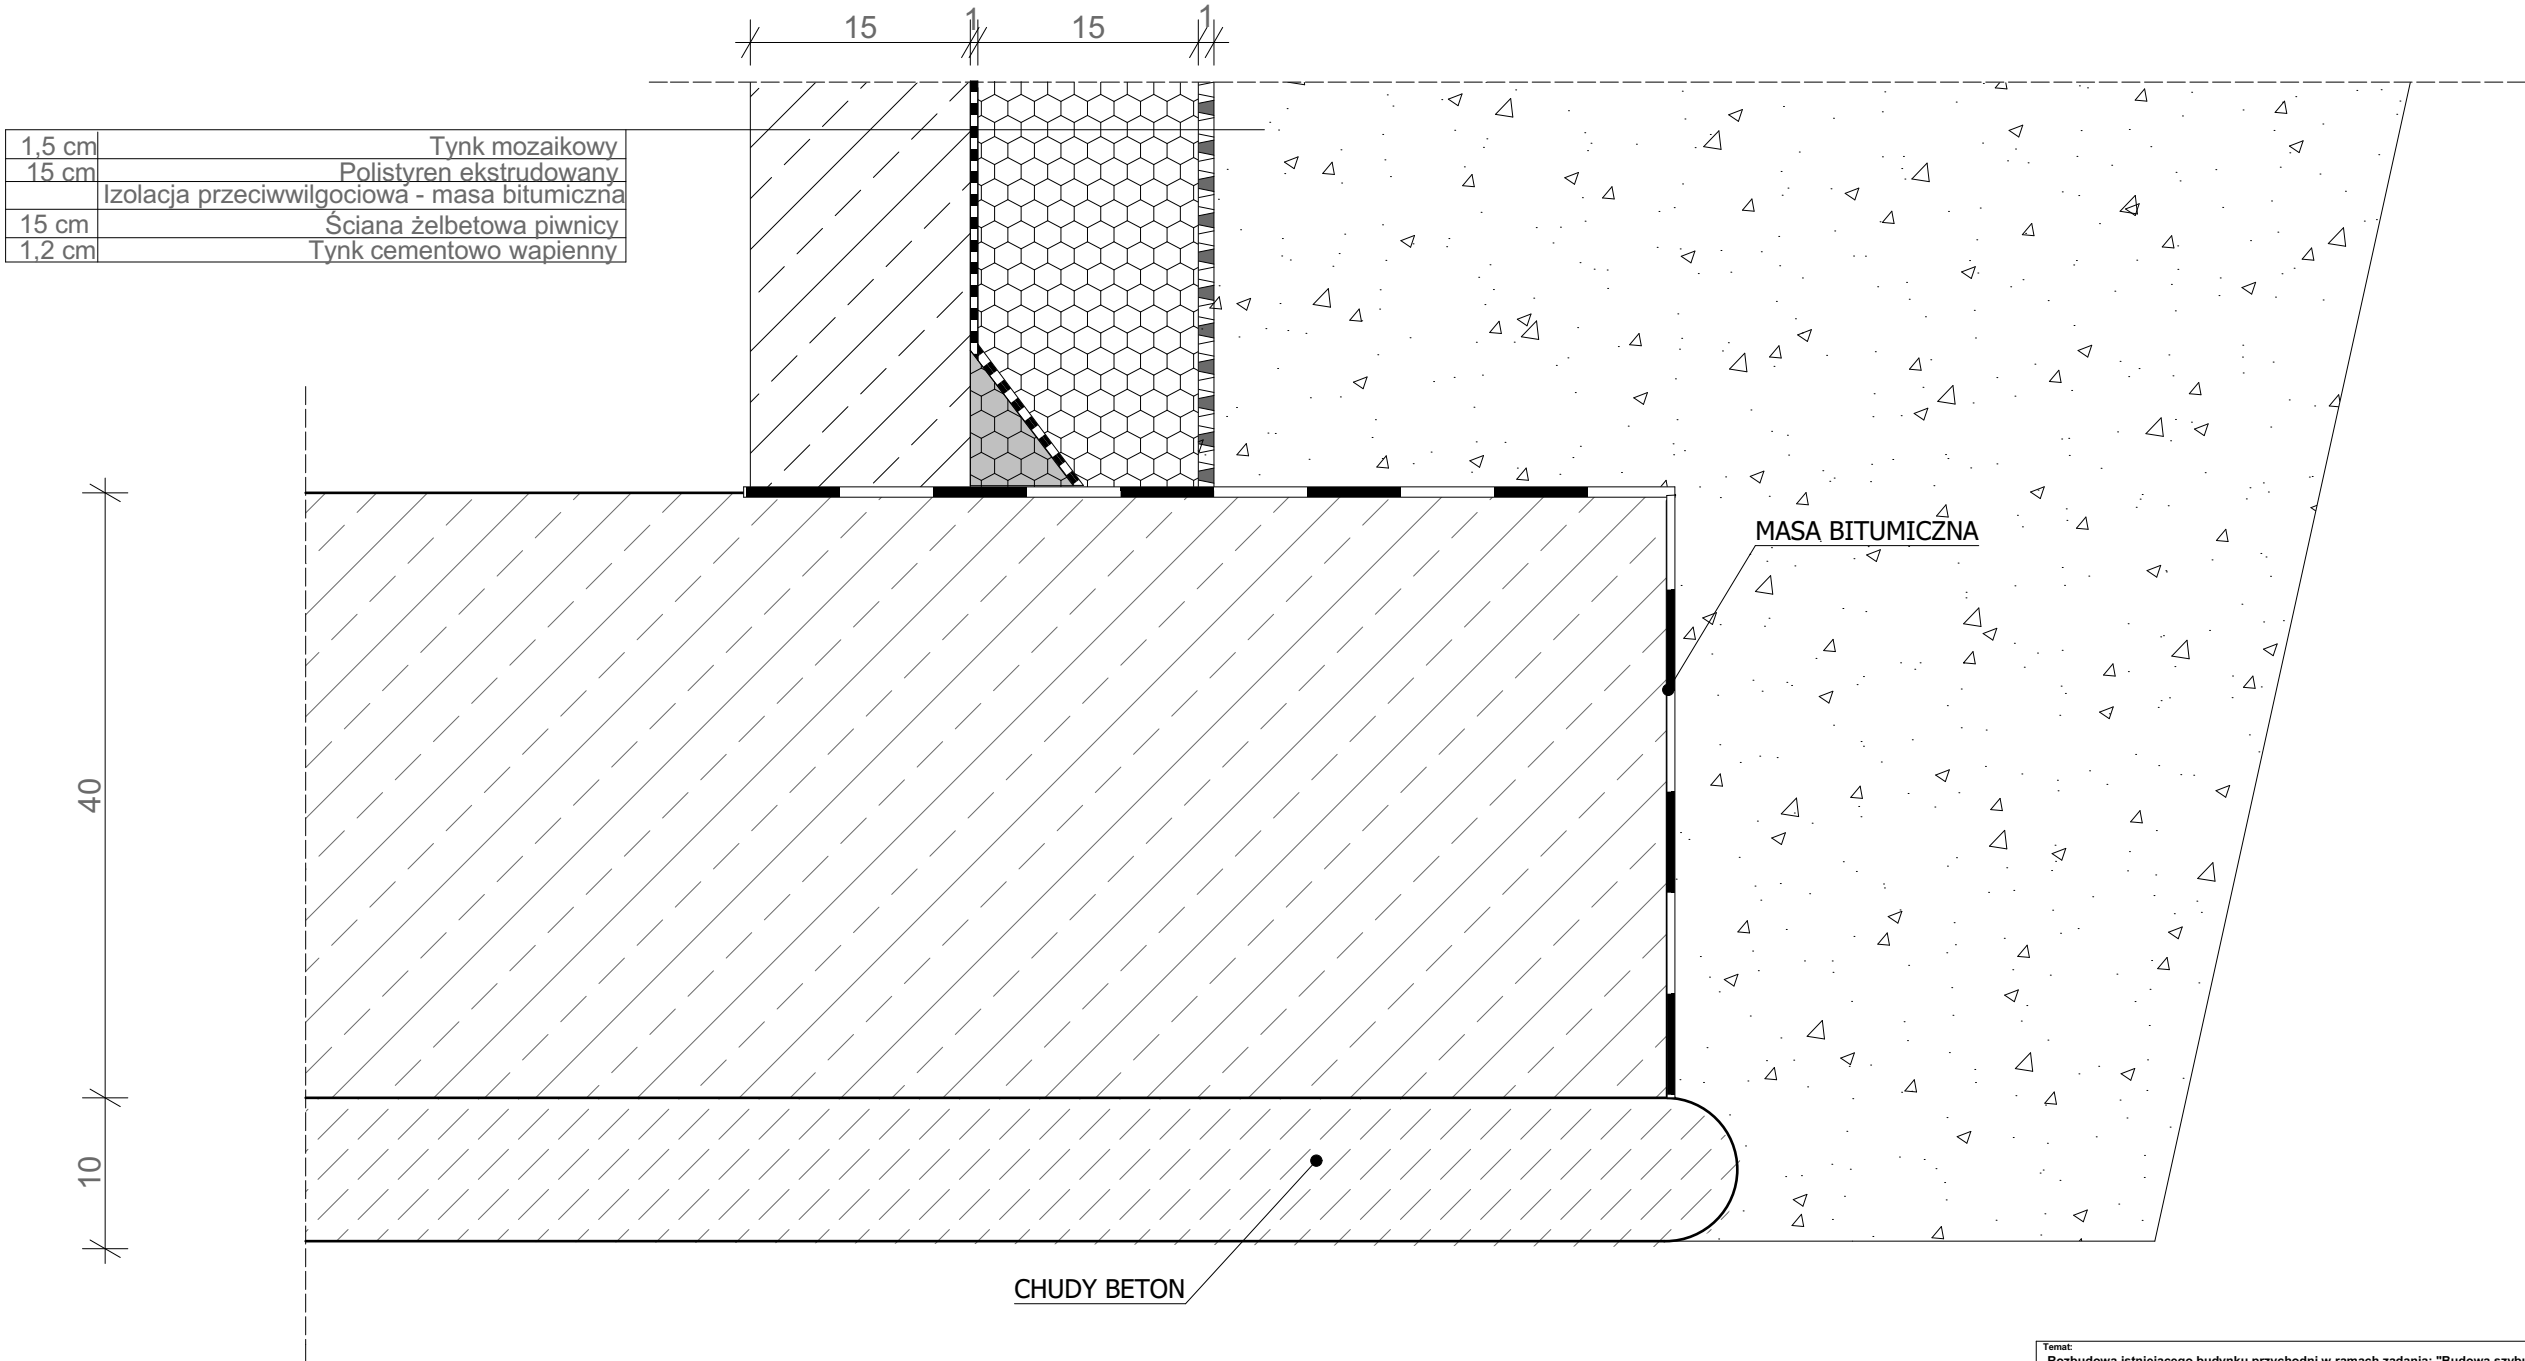 15 1 15 1
1,5 cm Tynk mozaikowy
15 cm Polistyren ekstrudowany
Izolacja przeciwwilgociowa - masa bitumiczna
15 cm Ściana żelbetowa piwnicy
1,2 cm Tynk cementowo wapienny
MASA BITUMICZNA
40
10
CHUDY BETON
Temat:
Rozbudowa istniejącego budynku przychodni w ramach zadania: "Budowa szybu